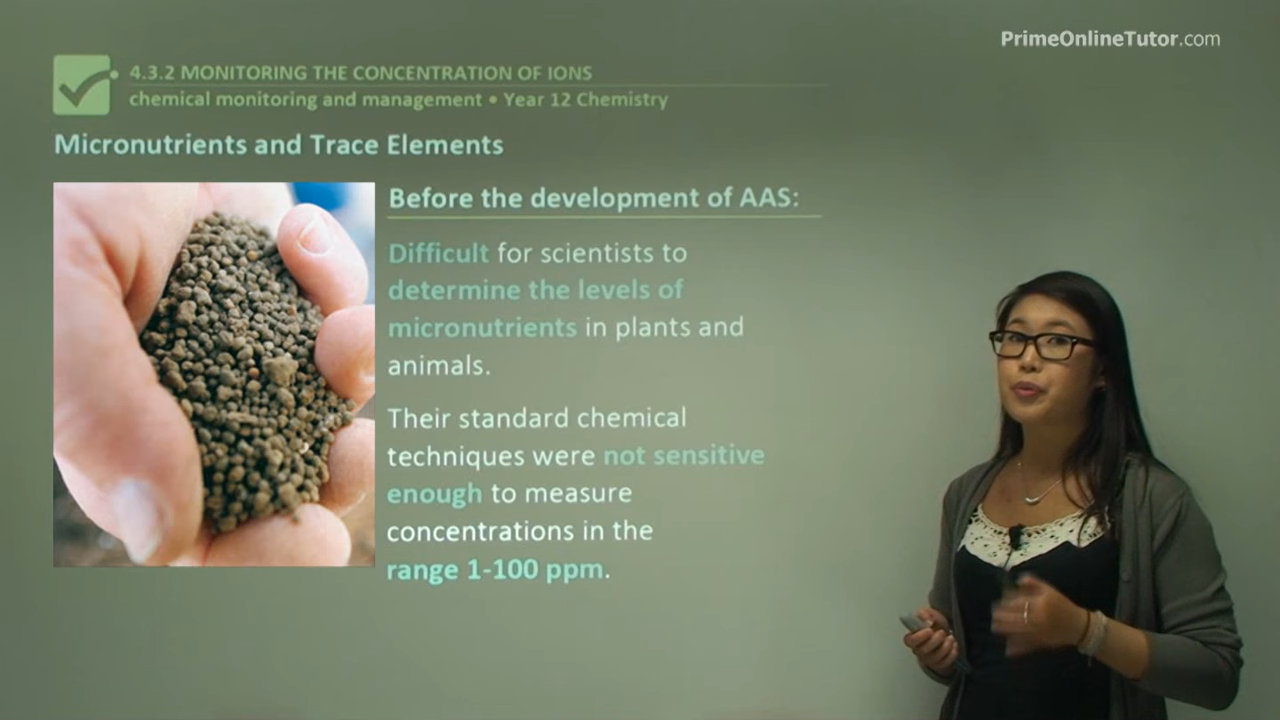 PrimeOnlineTutor.com
4.3.2 MONITORING THE CONCENTRATION OF IONS
chemical monitoring and management • Year 12 Chemistry
Micronutrients and Trace Elements
Before the development of AAS:
Difficult for scientists to
determine the levels of
micronutrients in plants and
animals.
Their standard chemical
techniques were not sensitive
enough to measure
concentrations in the
range 1-100 ppm.